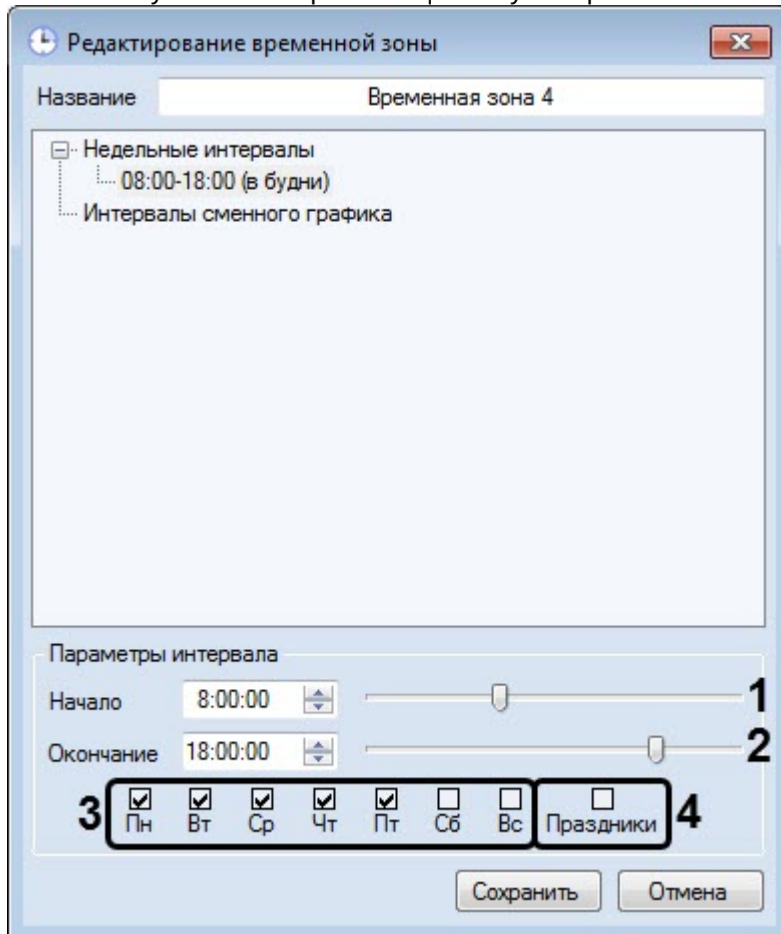 Редактирование временной зоны
Название Временная зона 4
Недельные интервалы
08:00-18:00 (в будни)
Интервалы сменного графика
Параметры интервала
Начало 8:00:00 1
Окончание 18:00:00 2
3 Пн Вт Ср Чт Пт Сб Вс Праздники 4
Сохранить Отмена